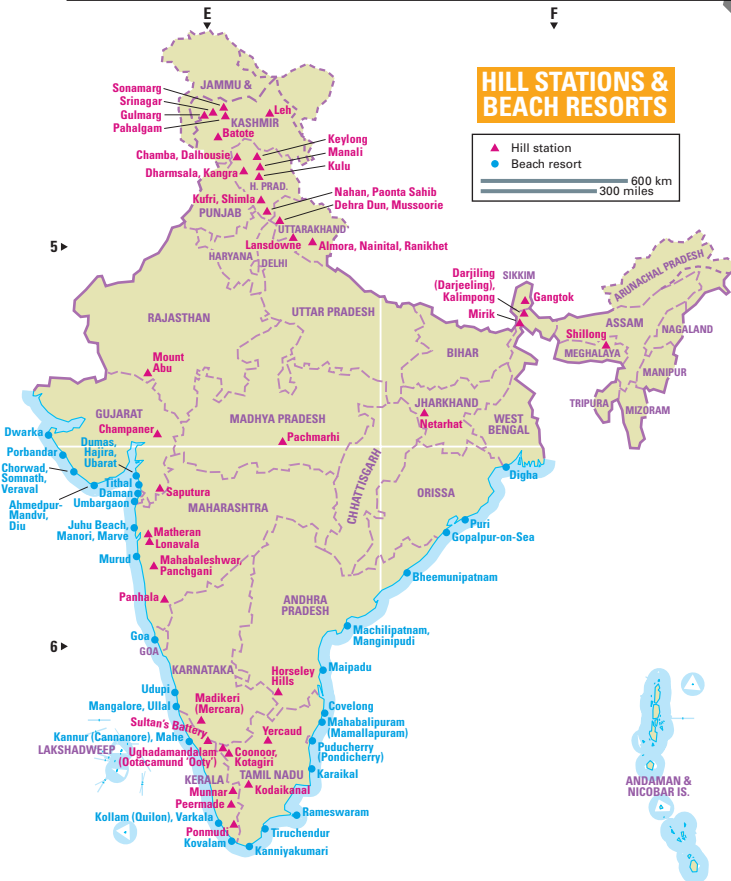 E
F
HILL STATIONS &
BEACH RESORTS
Hill station
Beach resort
600 km
300 miles
JAMMU &
KASHMIR
Sonamarg
Srinagar
Gulmarg
Pahalgam
Leh
Batote
Keylong
Manali
Kulu
Chamba, Dalhousie
Dharmsala, Kangra
H. PRAD.
Kufri, Shimla
PUNJAB
Nahan, Paonta Sahib
Dehra Dun, Mussoorie
UTTARAKHAND
5
Lansdowne
Almora, Nainital, Ranikhet
HARYANA
DELHI
Darjiling
(Darjeeling),
Kalimpong
Mirik
SIKKIM
Gangtok
ARUNACHAL PRADESH
ASSAM
NAGALAND
Shillong
MEGHALAYA
MANIPUR
TRIPURA
MIZORAM
RAJASTHAN
UTTAR PRADESH
BIHAR
Mount
Abu
JHARKHAND
Netarhat
WEST
BENGAL
GUJARAT
Champaner
MADHYA PRADESH
Pachmarhi
CHHATTISGARH
Dwarka
Porbandar
Chorwad,
Somnath,
Veraval
Ahmedpur-
Mandvi,
Diu
Dumas,
Hajira,
Ubarat
Tithal
Daman
Umbargaon
Saputura
Digha
ORISSA
MAHARASHTRA
Juhu Beach,
Manori, Marve
Matheran
Lonavala
Puri
Gopalpur-on-Sea
Murud
Mahabaleshwar,
Panchgani
Bheemunipatnam
Panhala
ANDHRA
PRADESH
Machilipatnam,
Manginipudi
Goa
GOA
6
KARNATAKA
Horseley
Hills
Maipadu
Udupi
Mangalore, Ullal
Madikeri
(Mercara)
Covelong
Mahabalipuram
(Mamallapuram)
Sultan's Battery
Kannur (Cannanore), Mahe
Yercaud
LAKSHADWEEP
Ughadamandalam
(Ootacamund 'Ooty')
Coonoor,
Kotagiri
Puducherry
(Pondicherry)
Karaikal
KERALA
TAMIL NADU
Munnar
Kodaikanal
Peermade
Kollam (Quilon), Varkala
Rameswaram
Ponmudi
Kovalam
Tiruchendur
Kanniyakumari
ANDAMAN &
NICOBAR IS.